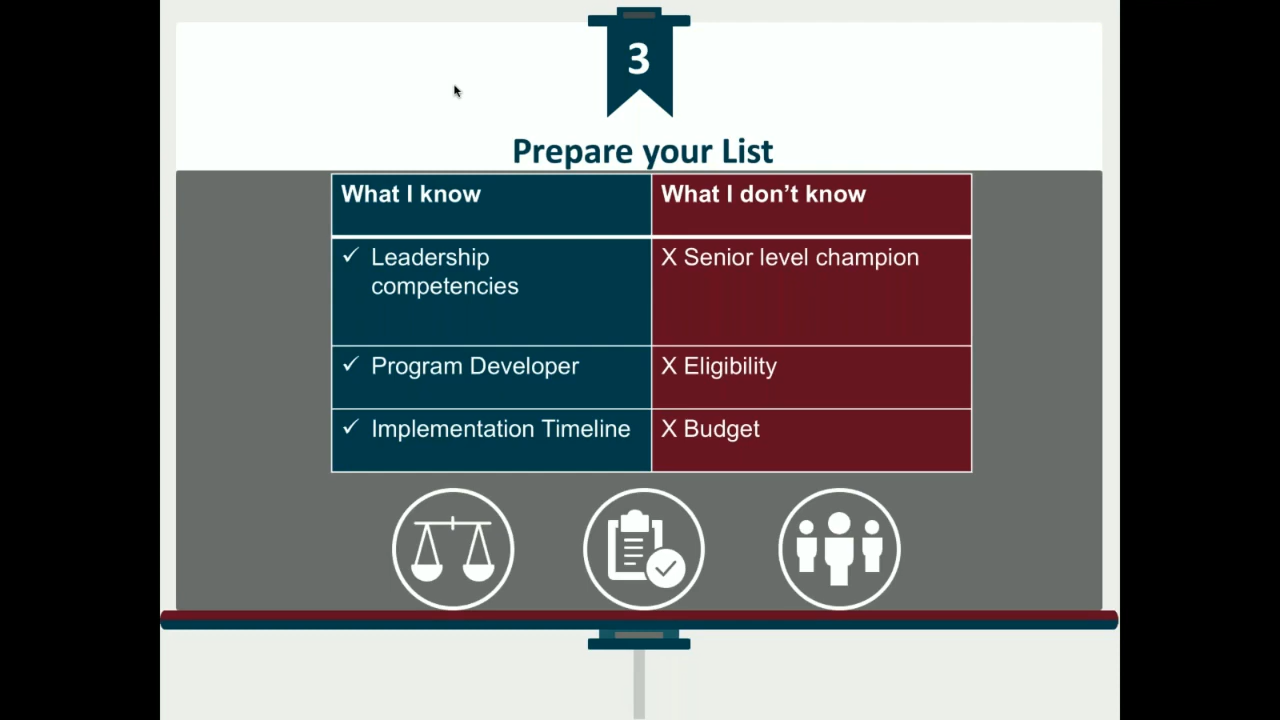 3
Prepare your List
What I know
What I don’t know
✓ Leadership
competencies
X Senior level champion
✓ Program Developer
X Eligibility
✓ Implementation Timeline
X Budget